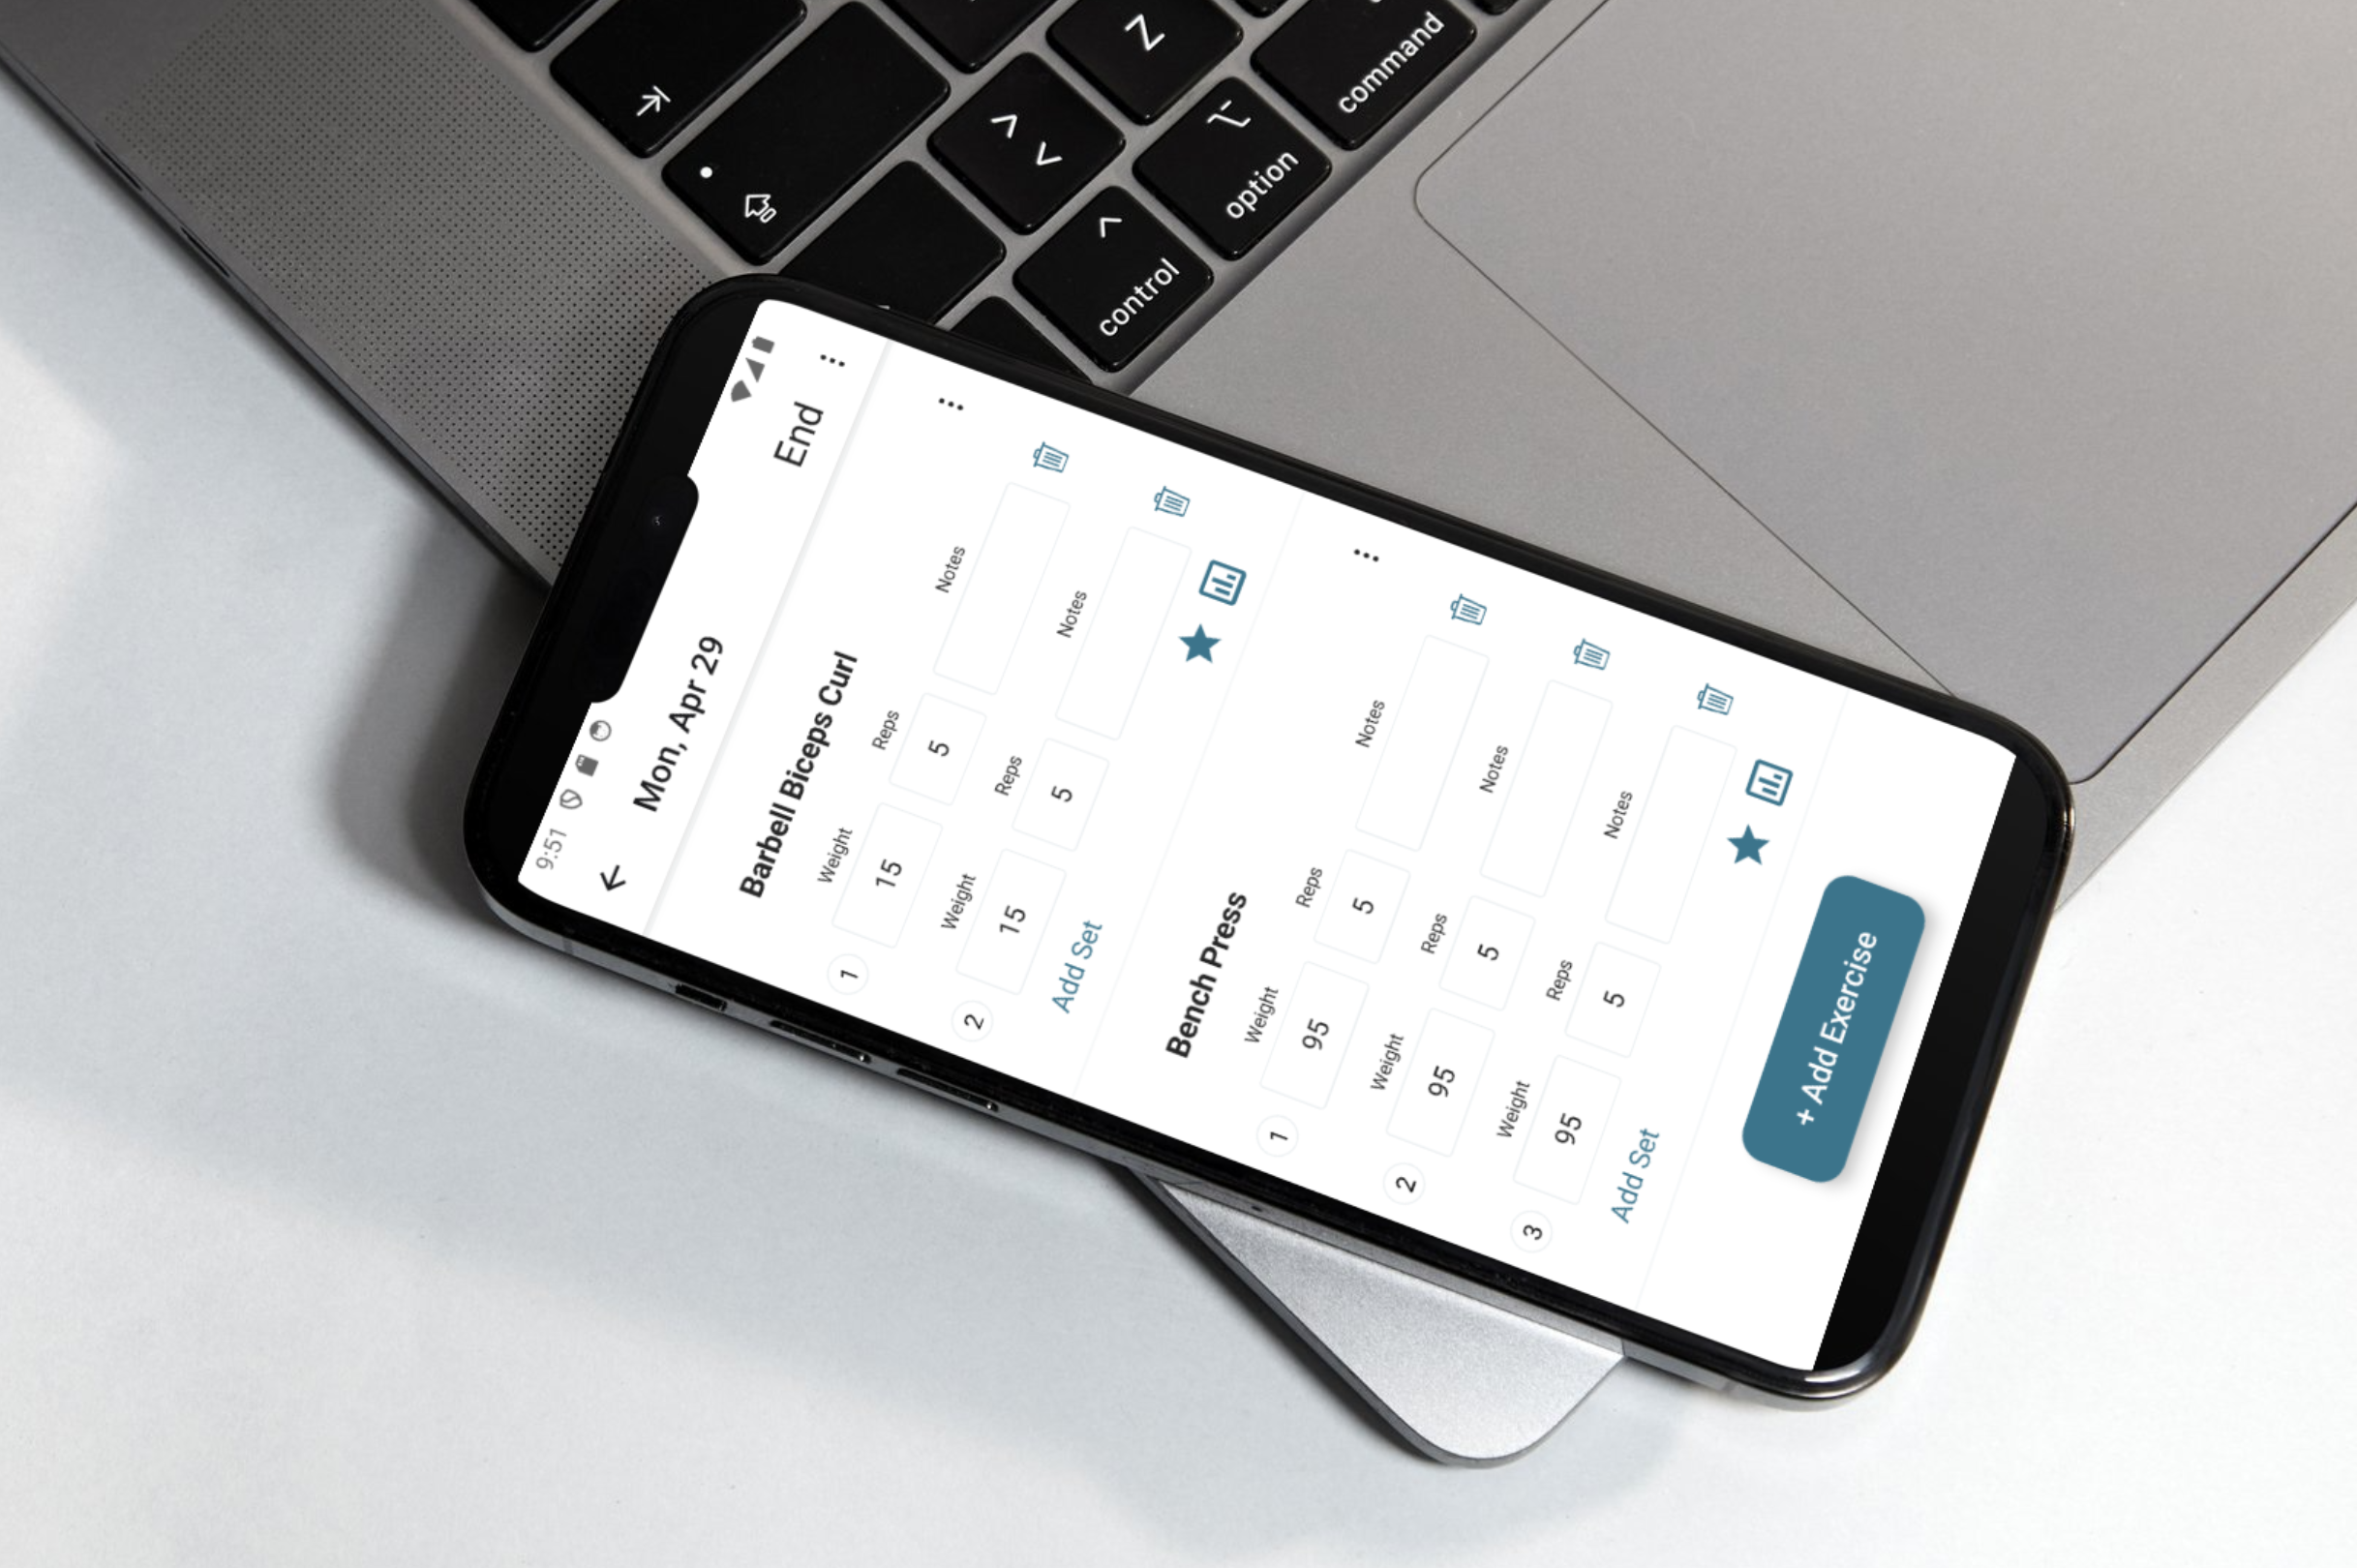 Z
command
option
control
9:51
Mon, Apr 29
End
Barbell Biceps Curl
Weight Reps Notes
1 15 5
Weight Reps Notes
2 15 5
Add Set
Bench Press
Weight Reps Notes
1 95 5
Weight Reps Notes
2 95 5
Weight Reps Notes
3 95 5
Add Set
+ Add Exercise